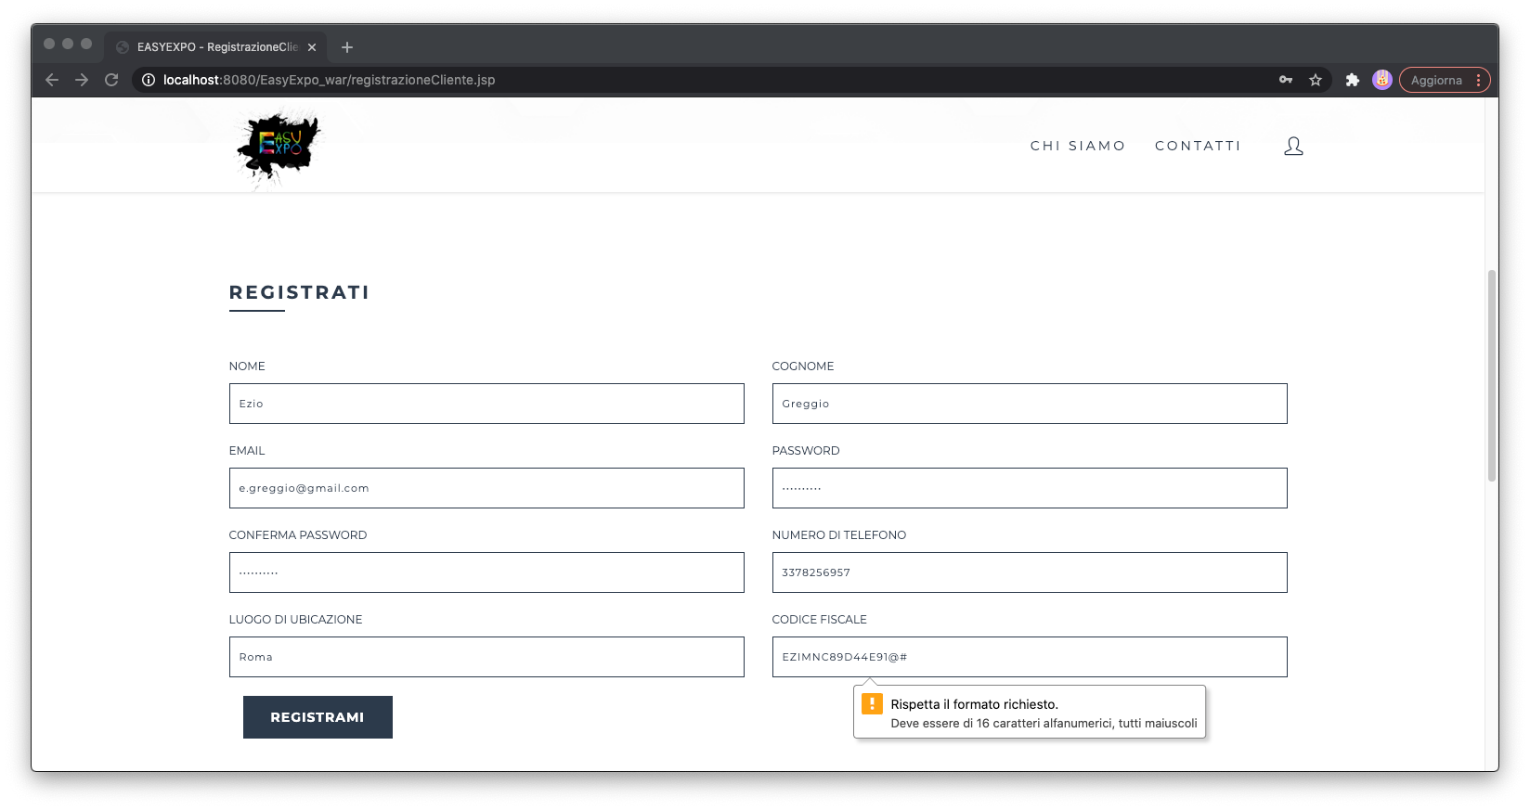 EASYEXPO - RegistrazioneClie
localhost:8080/EasyExpo_war/registrazioneCliente.jsp
Aggiorna
EASY
EXPO
CHI SIAMO CONTATTI
REGISTRATI
NOME COGNOME
Ezio Greggio
EMAIL PASSWORD
e.greggio@gmail.com ··········
CONFERMA PASSWORD NUMERO DI TELEFONO
·········· 3378256957
LUOGO DI UBICAZIONE CODICE FISCALE
Roma EZIMNC89D44E91@#
REGISTRAMI
Rispetta il formato richiesto.
Deve essere di 16 caratteri alfanumerici, tutti maiuscoli